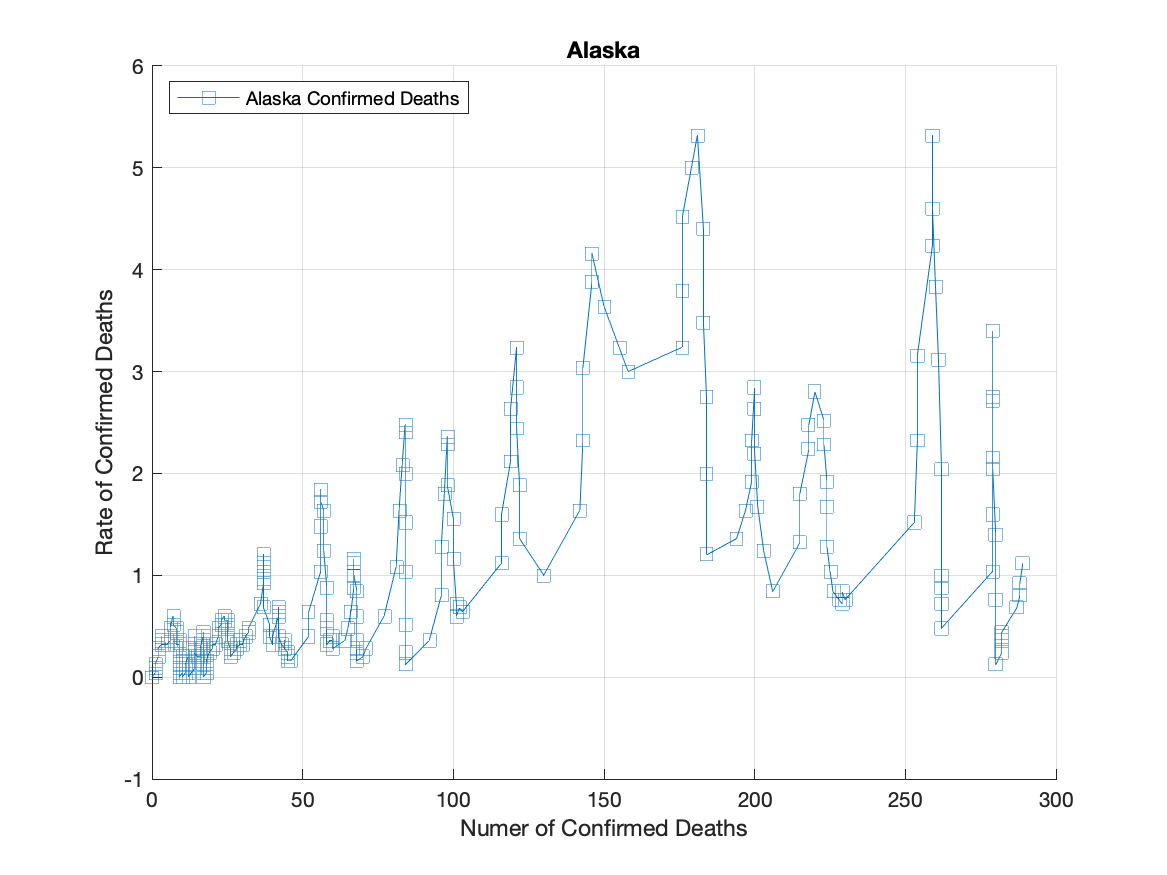 Alaska
Alaska Confirmed Deaths
6
5
4
3
2
1
0
-1
Rate of Confirmed Deaths
0 50 100 150 200 250 300
Numer of Confirmed Deaths